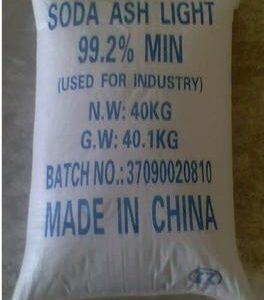 SODA ASH LIGHT
99.2% MIN
(USED FOR INDUSTRY)
N.W: 40KG
G.W: 40.1KG
BATCH NO.: 37090020810
MADE IN CHINA